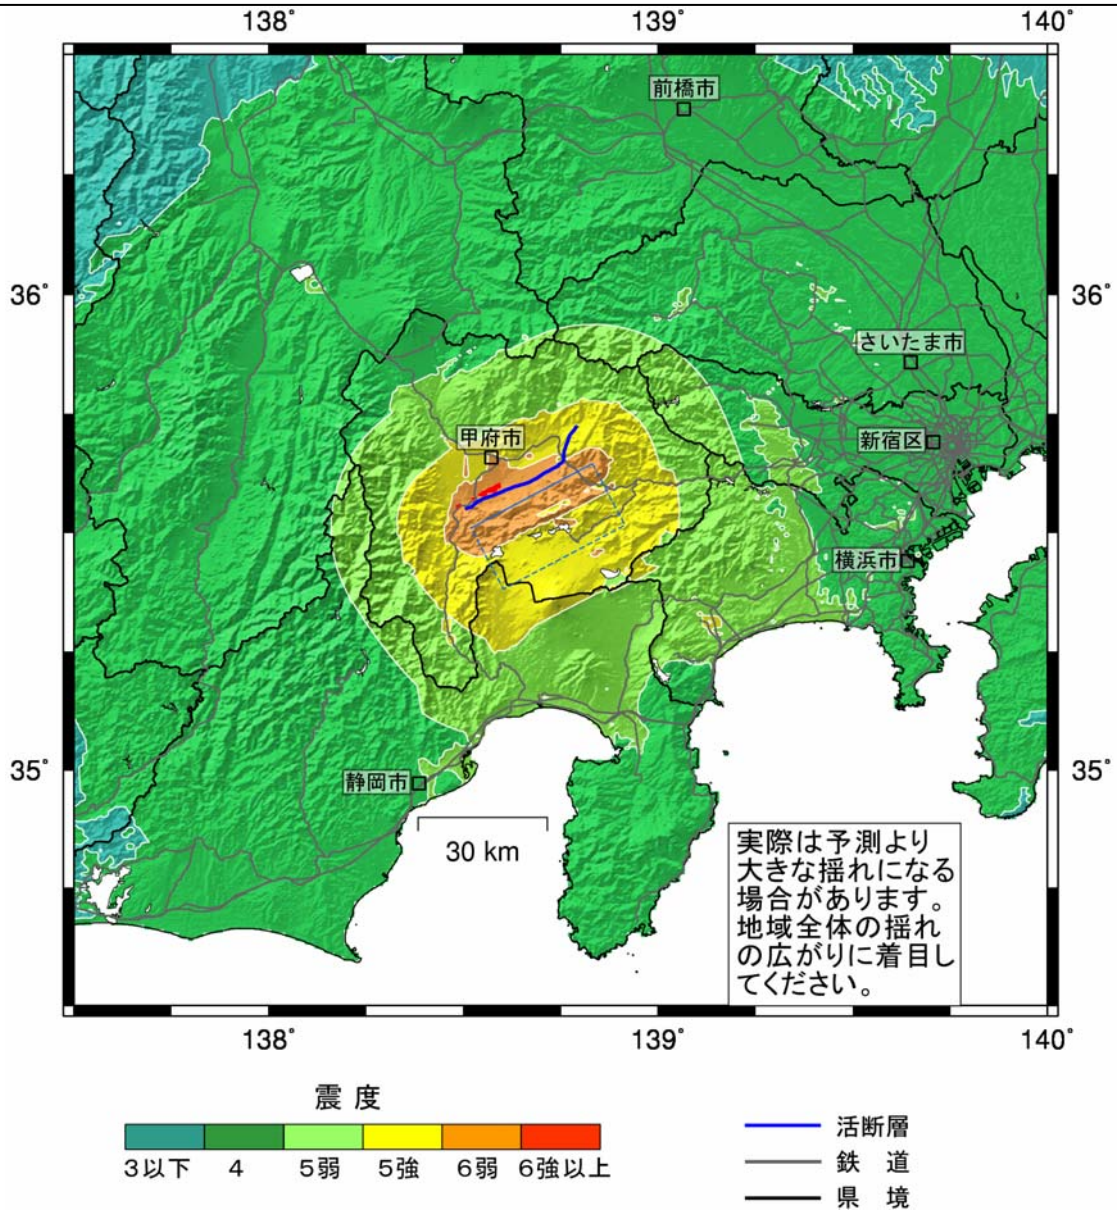 138°
139°
140°
前橋市
36°
36°
さいたま市
甲府市
新宿区
横浜市
35°
35°
静岡市
30 km
実際は予測より
大きな揺れになる
場合があります。
地域全体の揺れ
の広がりに着目し
てください。
138°
139°
140°
震 度
3以下 4 5弱 5強 6弱 6強以上
活断層
鉄 道
県 境